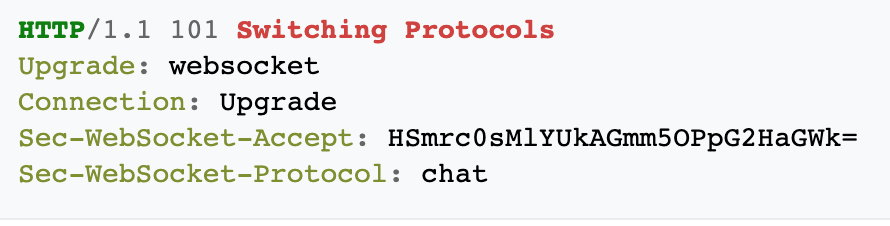 HTTP/1.1 101 Switching Protocols
Upgrade: websocket
Connection: Upgrade
Sec-WebSocket-Accept: HSmrc0sMlYUkAGmm5OPpG2HaGWk=
Sec-WebSocket-Protocol: chat